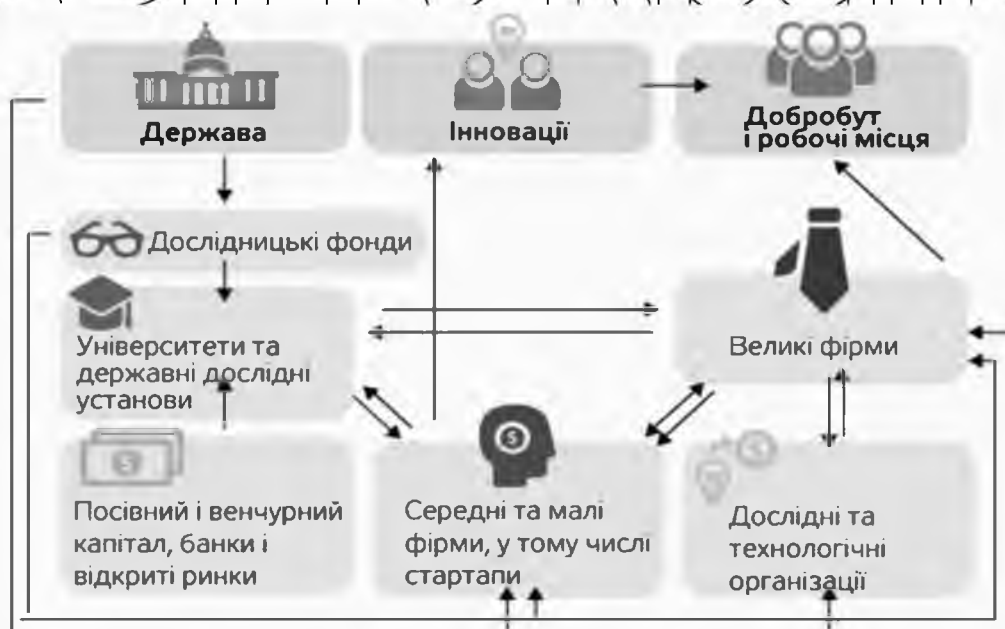 Держава
Інновації
Добробут
і робочі місця
Дослідницькі фонди
Університети та
державні дослідні
установи
Великі фірми
Посівний і венчурний
капітал, банки і
відкриті ринки
Середні та малі
фірми, у тому числі
стартапи
Дослідні та
технологічні
організації